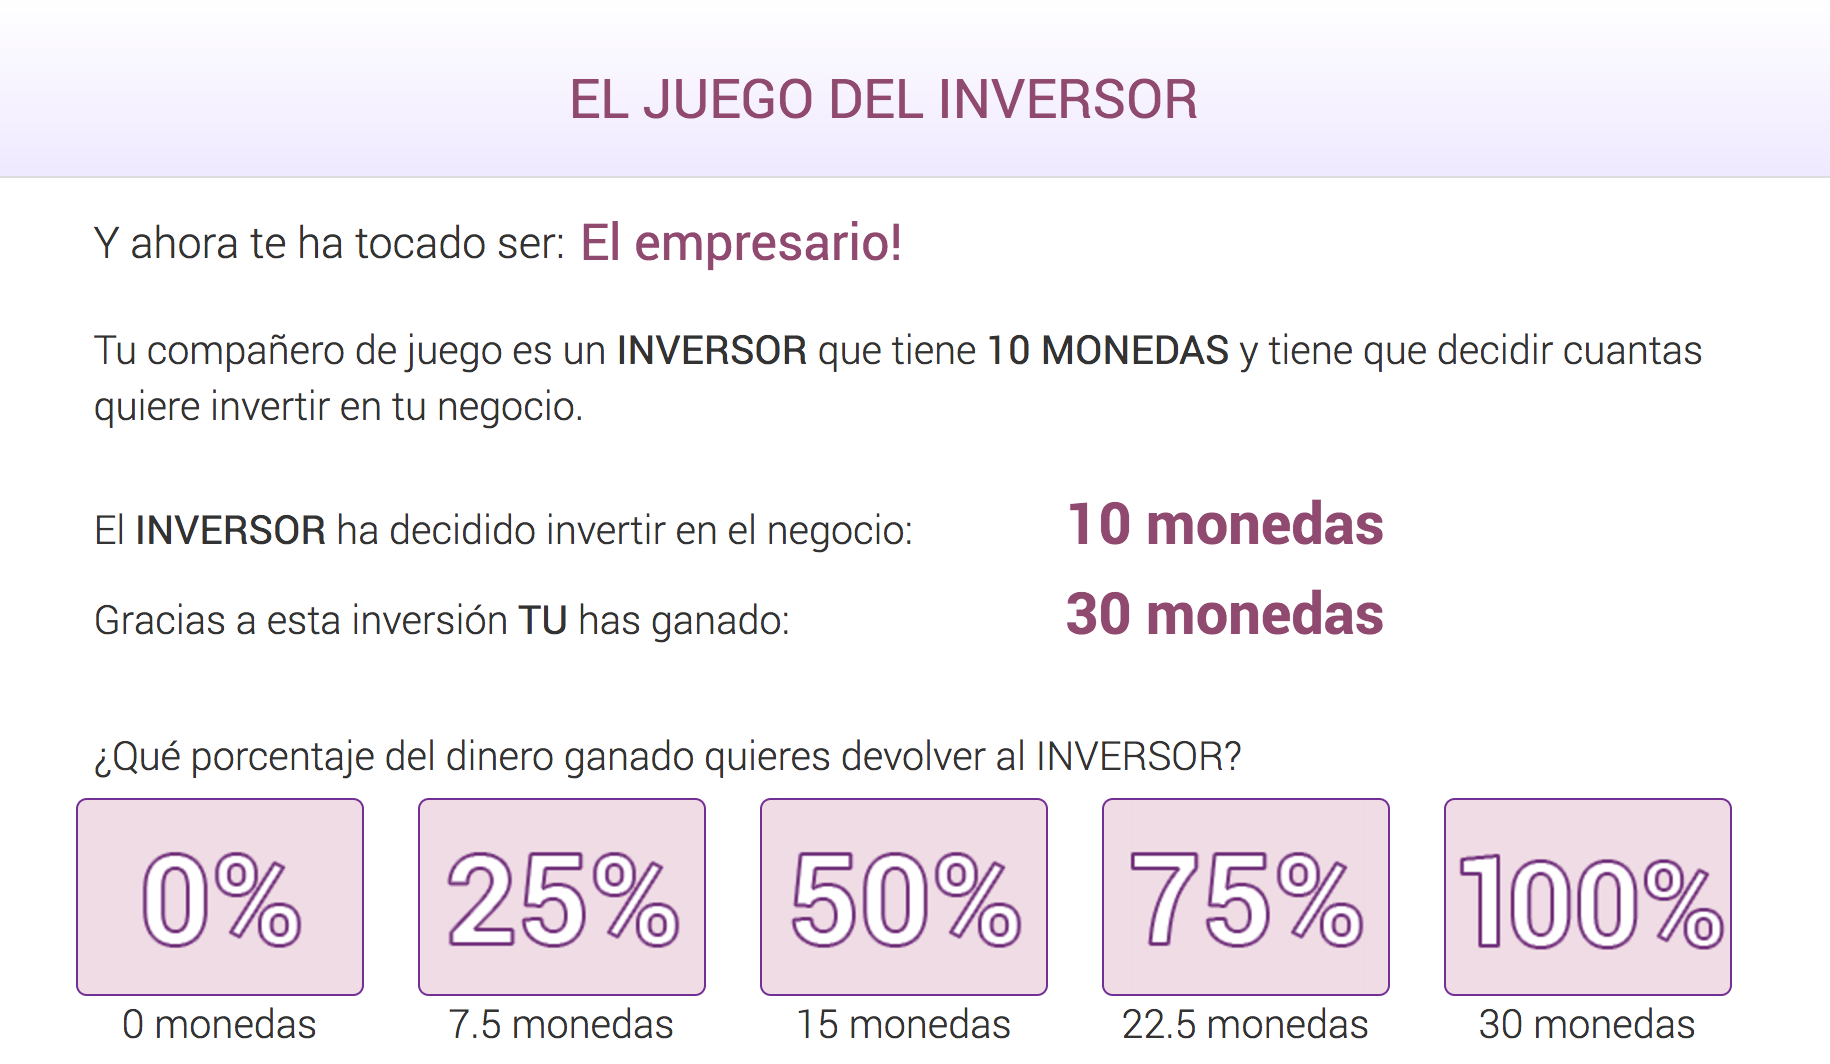 EL JUEGO DEL INVERSOR
Y ahora te ha tocado ser: El empresario!
Tu compañero de juego es un INVERSOR que tiene 10 MONEDAS y tiene que decidir cuantas
quiere invertir en tu negocio.
El INVERSOR ha decidido invertir en el negocio: 10 monedas
Gracias a esta inversión TU has ganado: 30 monedas
¿Qué porcentaje del dinero ganado quieres devolver al INVERSOR?
0% 25% 50% 75% 100%
0 monedas 7.5 monedas 15 monedas 22.5 monedas 30 monedas